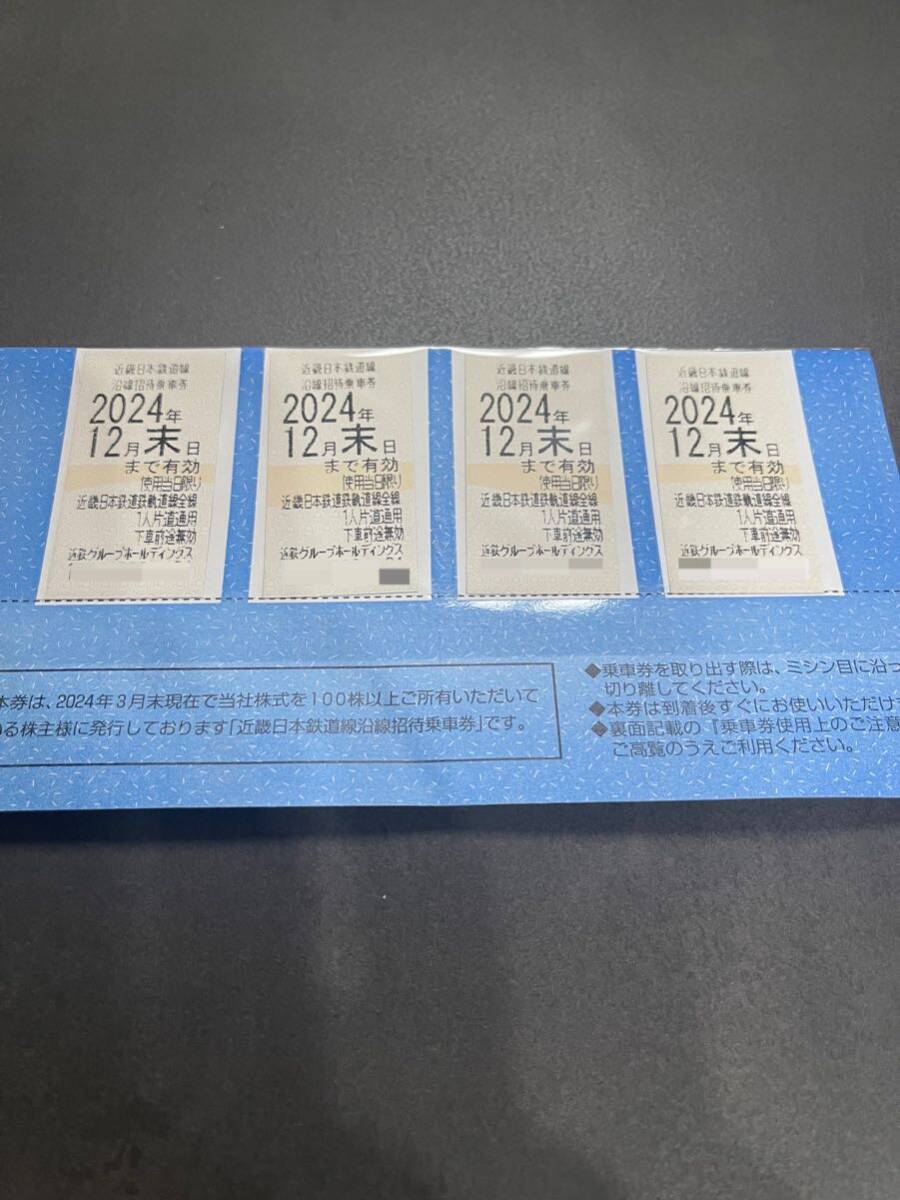 近畿日本鉄道線
沿線招待乗車券
2024年
12月末日
まで有効
使用当日限り
近畿日本鉄道鉄軌道線全線
1人片道通用
下車前途無効
近鉄グループホールディングス
近畿日本鉄道線
沿線招待乗車券
2024年
12月末日
まで有効
使用当日限り
近畿日本鉄道鉄軌道線全線
1人片道通用
下車前途無効
近鉄グループホールディングス
近畿日本鉄道線
沿線招待乗車券
2024年
12月末日
まで有効
使用当日限り
近畿日本鉄道鉄軌道線全線
1人片道通用
下車前途無効
近鉄グループホールディングス
近畿日本鉄道線
沿線招待乗車券
2024年
12月末日
まで有効
使用当日限り
近畿日本鉄道鉄軌道線全線
1人片道通用
下車前途無効
近鉄グループホールディングス
本券は、2024年3月末現在で当社株式を100株以上ご所有いただいて
る株主様に発行しております「近畿日本鉄道線沿線招待乗車券」です。
◆乗車券を取り出す際は、ミシン目に沿っ
切り離してください。
◆本券は到着後すぐにお使いいただけ
◆裏面記載の『乗車券使用上のご注意
ご高覧のうえご利用ください。